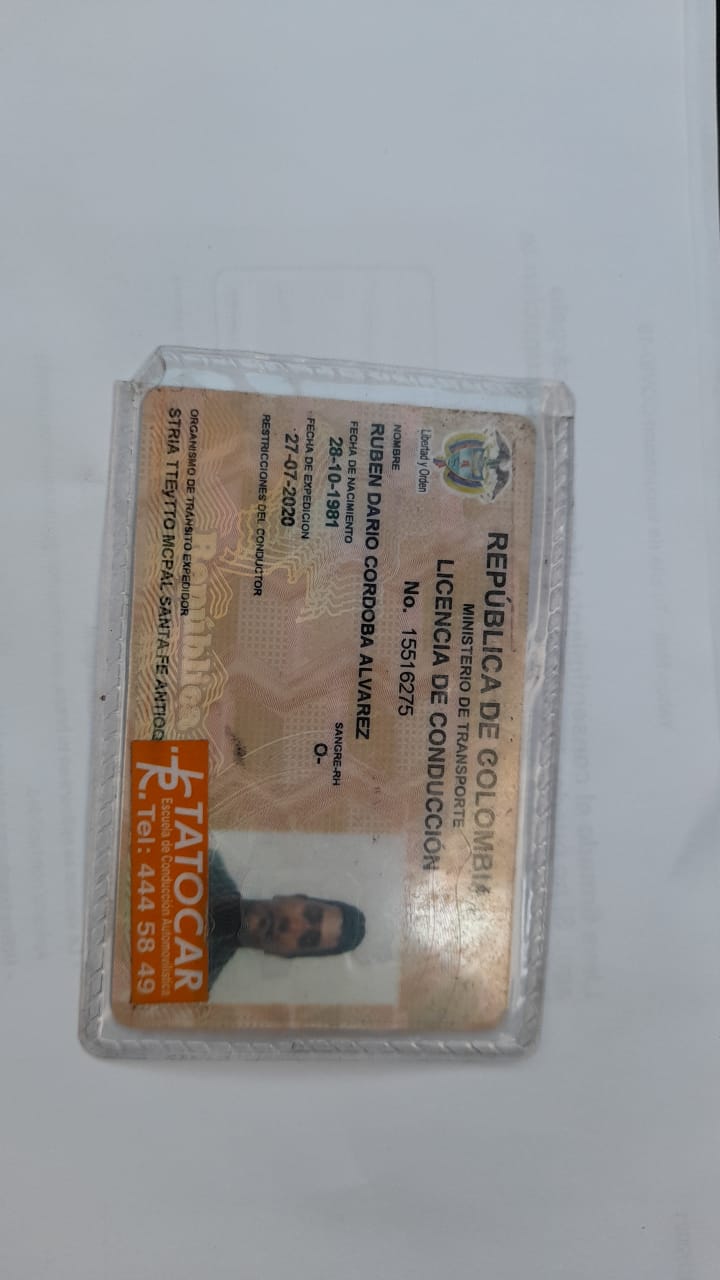 REPÚBLICA DE COLOMBIA
MINISTERIO DE TRANSPORTE
LICENCIA DE CONDUCCIÓN
No. 15516275
Libertad y Orden
NOMBRE
RUBEN DARIO CORDOBA ALVAREZ
FECHA DE NACIMIENTO
28-10-1981
SANGRE-RH
O-
FECHA DE EXPEDICION
27-07-2020
RESTRICCIONES DEL CONDUCTOR
República
ORGANISMO DE TRÁNSITO EXPEDIDOR
STRIA TTEyTTO MCPAL SANTA FE ANTIOQ
TATOCAR
Escuela de Conducción Automovilística
Tel: 444 58 49